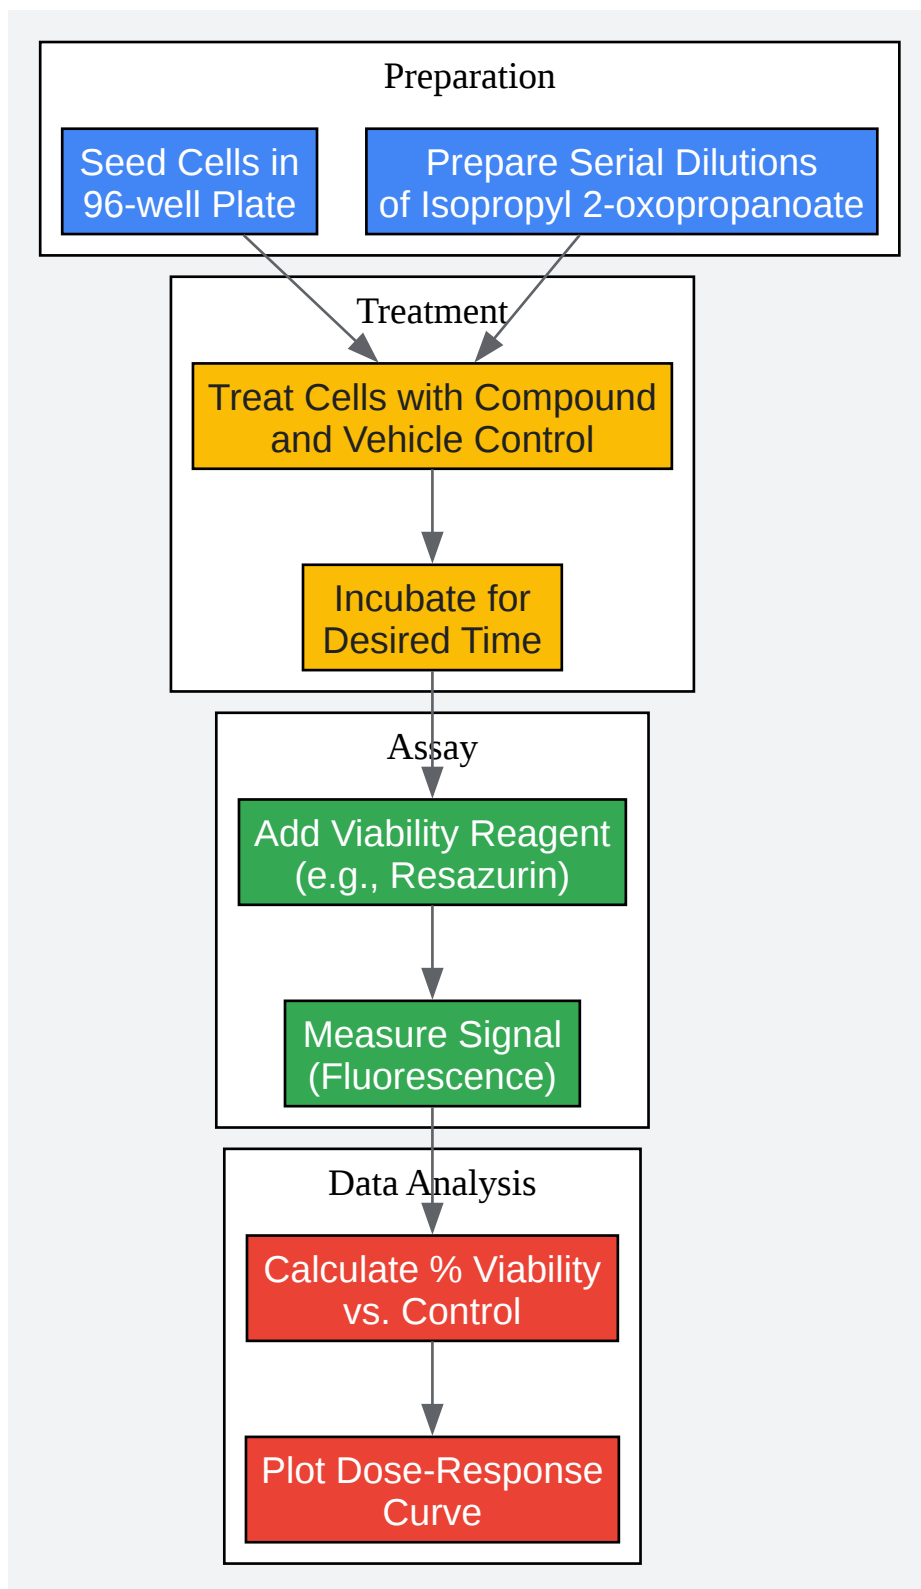 Preparation
Seed Cells in
96-well Plate
Prepare Serial Dilutions
of Isopropyl 2-oxopropanoate
Treatment
Treat Cells with Compound
and Vehicle Control
Incubate for
Desired Time
Assay
Add Viability Reagent
(e.g., Resazurin)
Measure Signal
(Fluorescence)
Data Analysis
Calculate % Viability
vs. Control
Plot Dose-Response
Curve